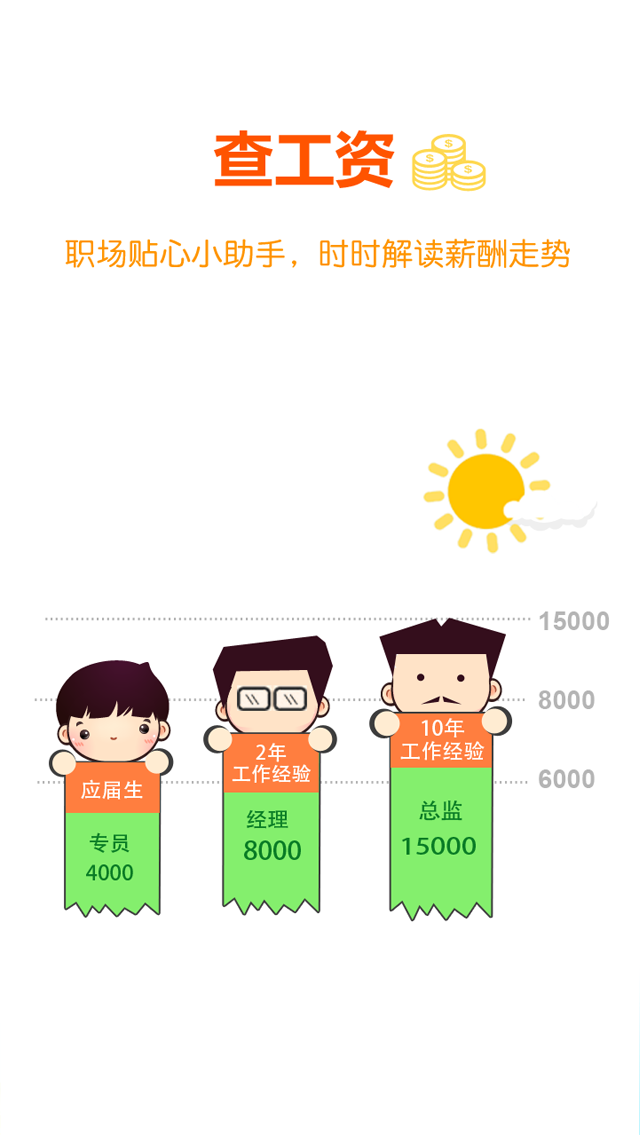 查工资
职场贴心小助手，时时解读薪酬走势
15000
8000
6000
应届生
专员
4000
2年
工作经验
经理
8000
10年
工作经验
总监
15000